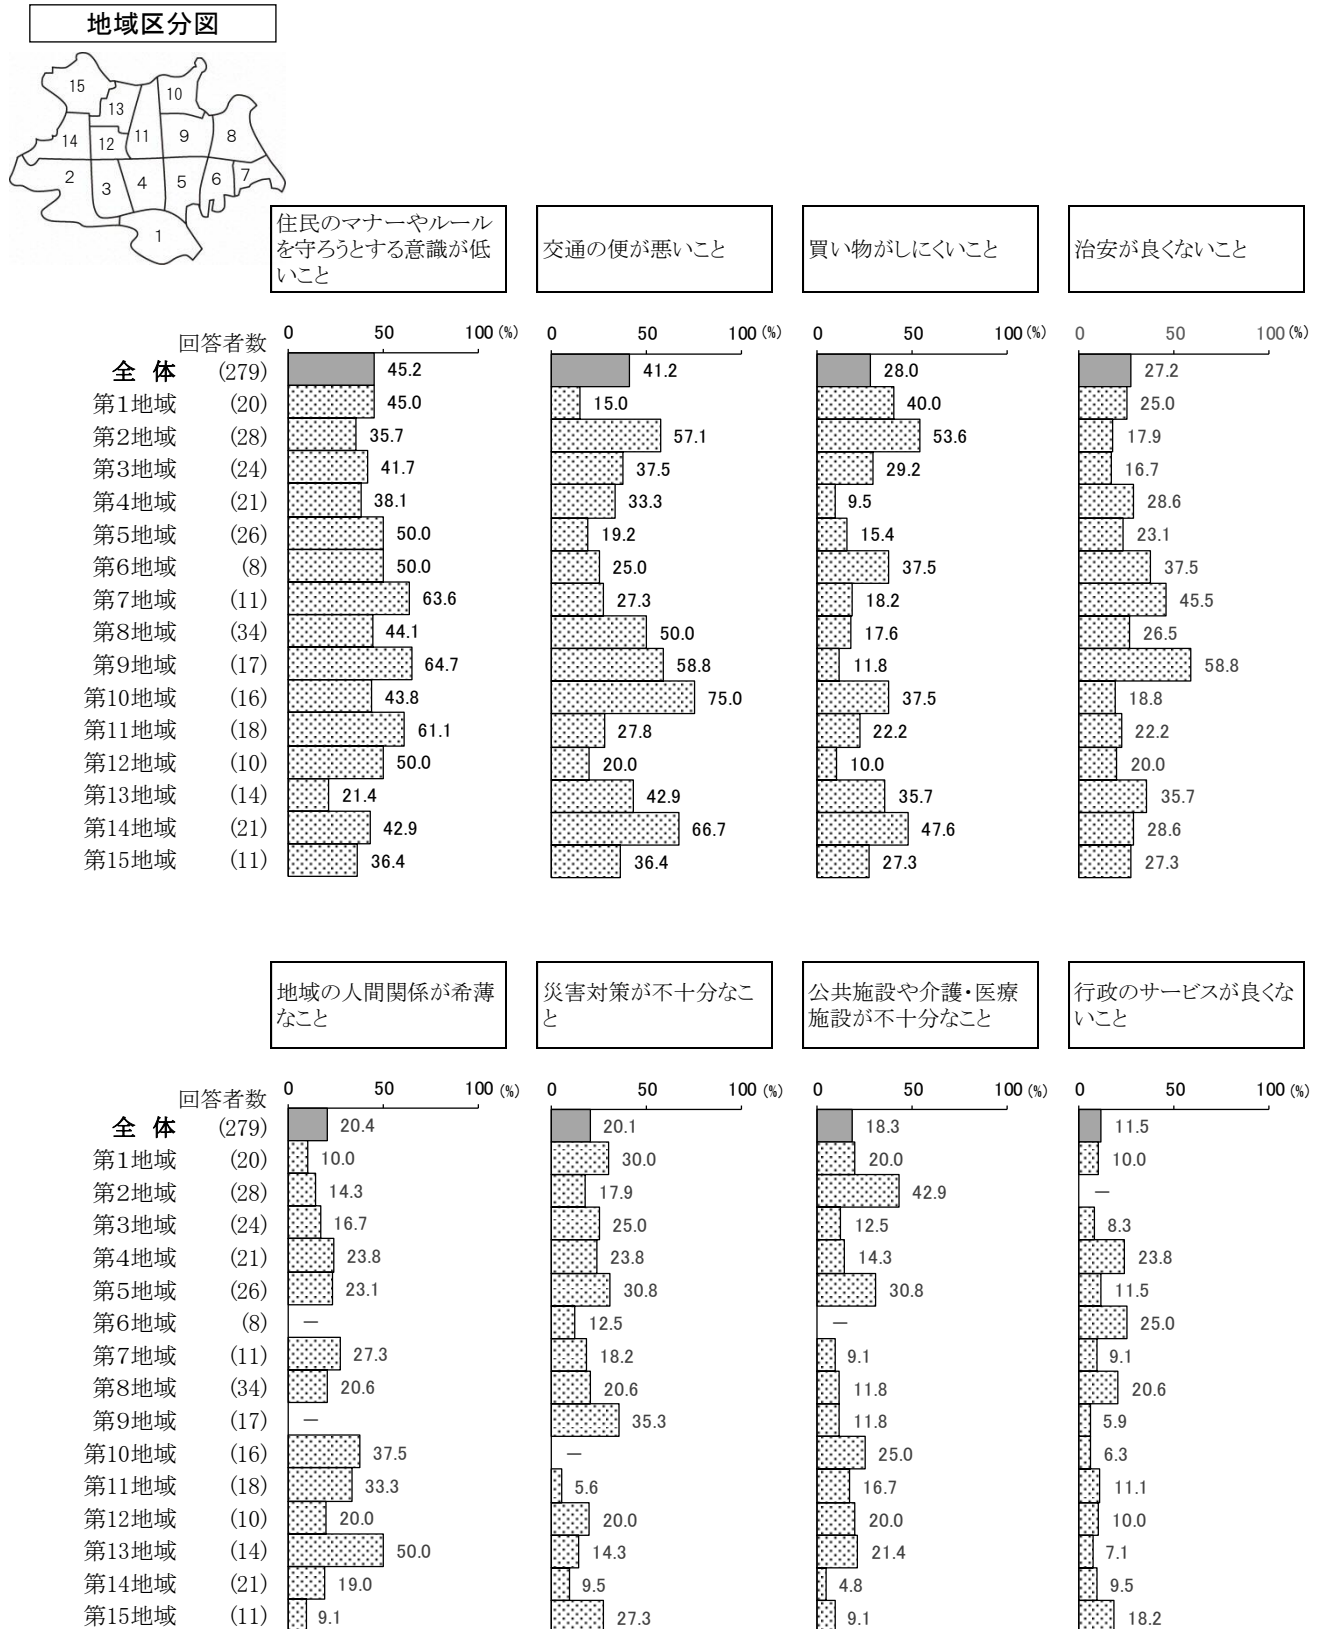 地域区分図
15
10
13
14
12
11
9
8
2
3
4
5
6
7
1
住民のマナーやルール
を守ろうとする意識が低
いこと
交通の便が悪いこと
買い物がしにくいこと
治安が良くないこと
回答者数 0 50 100 (%) 0 50 100 (%) 0 50 100 (%) 0 50 100 (%)
全 体 (279) 45.2 41.2 28.0 27.2
第1地域 (20) 45.0 15.0 40.0 25.0
第2地域 (28) 35.7 57.1 53.6 17.9
第3地域 (24) 41.7 37.5 29.2 16.7
第4地域 (21) 38.1 33.3 9.5 28.6
第5地域 (26) 50.0 19.2 15.4 23.1
第6地域 (8) 50.0 25.0 37.5 37.5
第7地域 (11) 63.6 27.3 18.2 45.5
第8地域 (34) 44.1 50.0 17.6 26.5
第9地域 (17) 64.7 58.8 11.8 58.8
第10地域 (16) 43.8 75.0 37.5 18.8
第11地域 (18) 61.1 27.8 22.2 22.2
第12地域 (10) 50.0 20.0 10.0 20.0
第13地域 (14) 21.4 42.9 35.7 35.7
第14地域 (21) 42.9 66.7 47.6 28.6
第15地域 (11) 36.4 36.4 27.3 27.3
地域の人間関係が希薄
なこと
災害対策が不十分なこ
と
公共施設や介護・医療
施設が不十分なこと
行政のサービスが良くな
いこと
回答者数 0 50 100 (%) 0 50 100 (%) 0 50 100 (%) 0 50 100 (%)
全 体 (279) 20.4 20.1 18.3 11.5
第1地域 (20) 10.0 30.0 20.0 10.0
第2地域 (28) 14.3 17.9 42.9 －
第3地域 (24) 16.7 25.0 12.5 8.3
第4地域 (21) 23.8 23.8 14.3 23.8
第5地域 (26) 23.1 30.8 30.8 11.5
第6地域 (8) － 12.5 － 25.0
第7地域 (11) 27.3 18.2 9.1 9.1
第8地域 (34) 20.6 20.6 11.8 20.6
第9地域 (17) － 35.3 11.8 5.9
第10地域 (16) 37.5 － 25.0 6.3
第11地域 (18) 33.3 5.6 16.7 11.1
第12地域 (10) 20.0 20.0 20.0 10.0
第13地域 (14) 50.0 14.3 21.4 7.1
第14地域 (21) 19.0 9.5 4.8 9.5
第15地域 (11) 9.1 27.3 9.1 18.2